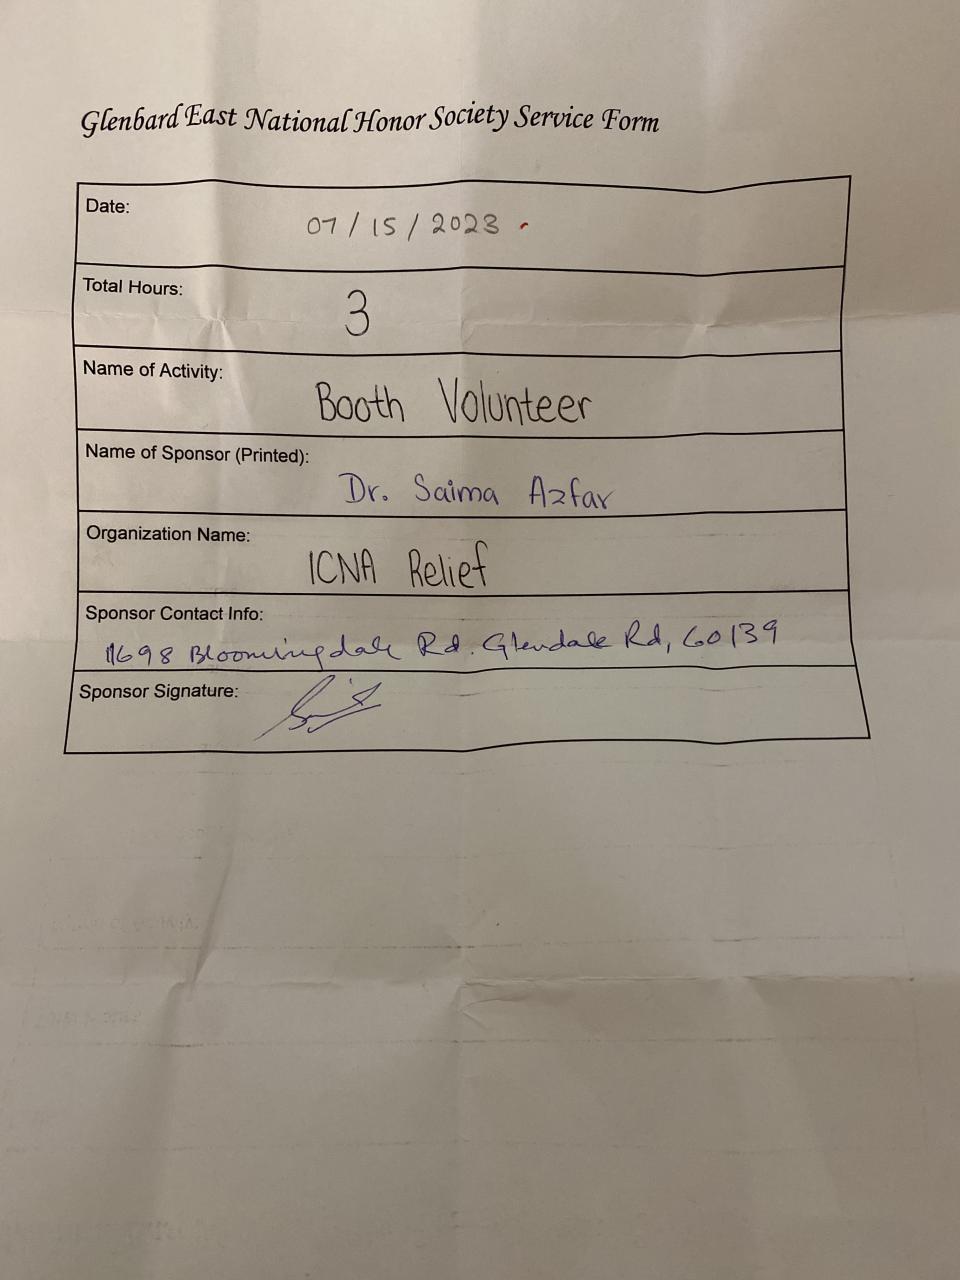 Glenbard East National Honor Society Service Form
Date:
07/15/2023
Total Hours:
3
Name of Activity:
Booth Volunteer
Name of Sponsor (Printed):
Dr. Saima Azfar
Organization Name:
ICNA Relief
Sponsor Contact Info:
1698 Bloomingdale Rd. Glendale Rd, 60139
Sponsor Signature: